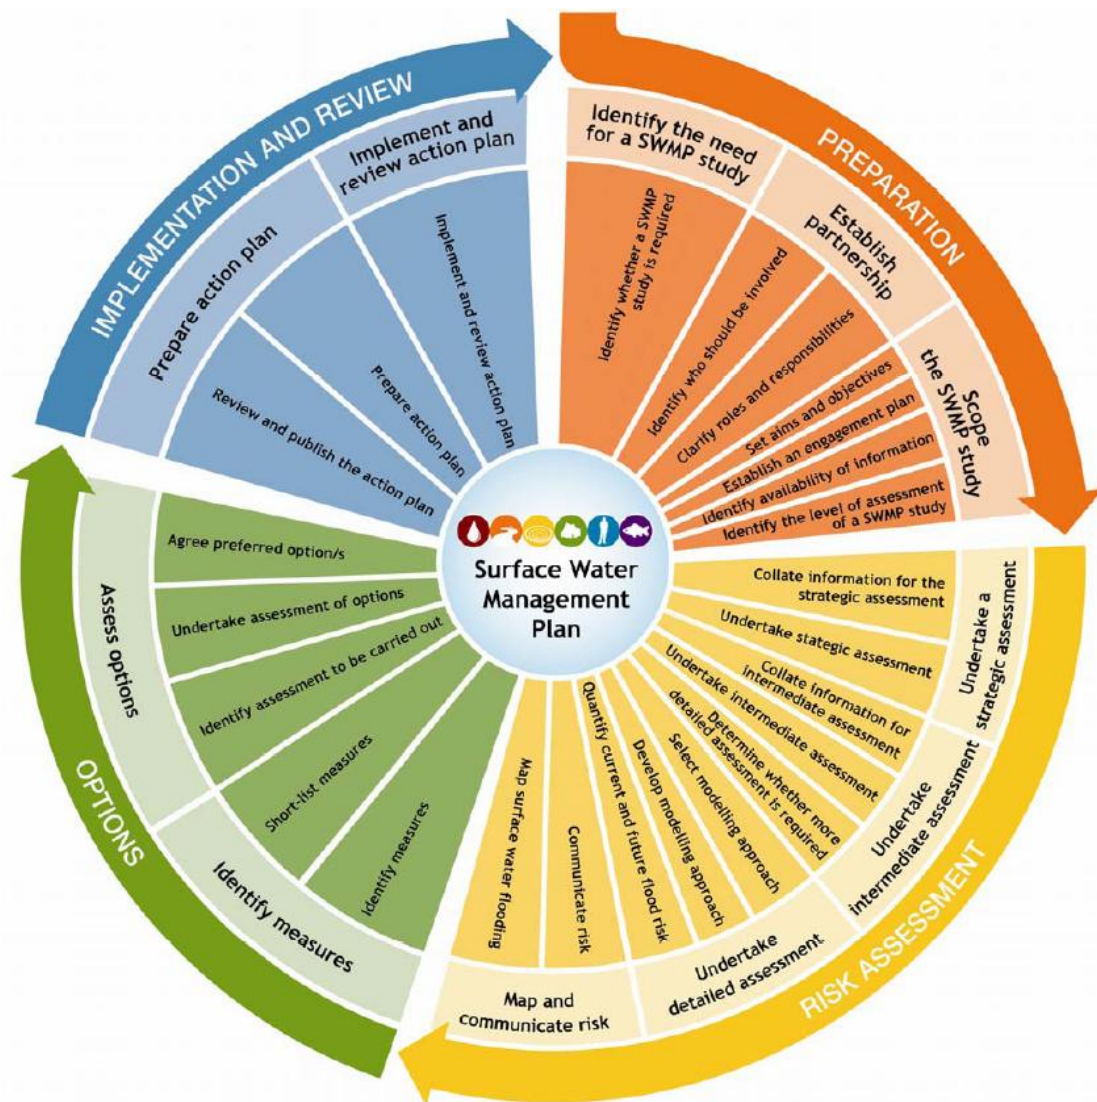 PREPARATION
Identify the need
for a SWMP study
Identify whether a SWMP
study is required
Establish
partnership
Identify who should be involved
Clarify roles and responsibilities
Scope
the SWMP study
Set aims and objectives
Establish an engagement plan
Identify availability of information
Identify the level of assessment
of a SWMP study
RISK ASSESSMENT
Undertake a
strategic assessment
Collate information for the
strategic assessment
Undertake stategic assessment
Undertake
intermediate assessment
Collate information for
intermediate assessment
Undertake intermediate assessment
Determine whether more
detailed assessment is required
Undertake
detailed assessment
Select modelling approach
Develop modelling approach
Quantify current and future flood risk
Map and
communicate risk
Communicate risk
Map surface water flooding
OPTIONS
Identify measures
Identify measures
Short-list measures
Assess options
Identify assessment to be carried out
Undertake assessment of options
Agree preferred option/s
IMPLEMENTATION AND REVIEW
Prepare action plan
Review and publish the action plan
Prepare action plan
Implement and
review action plan
Implement and review action plan
Surface Water
Management
Plan